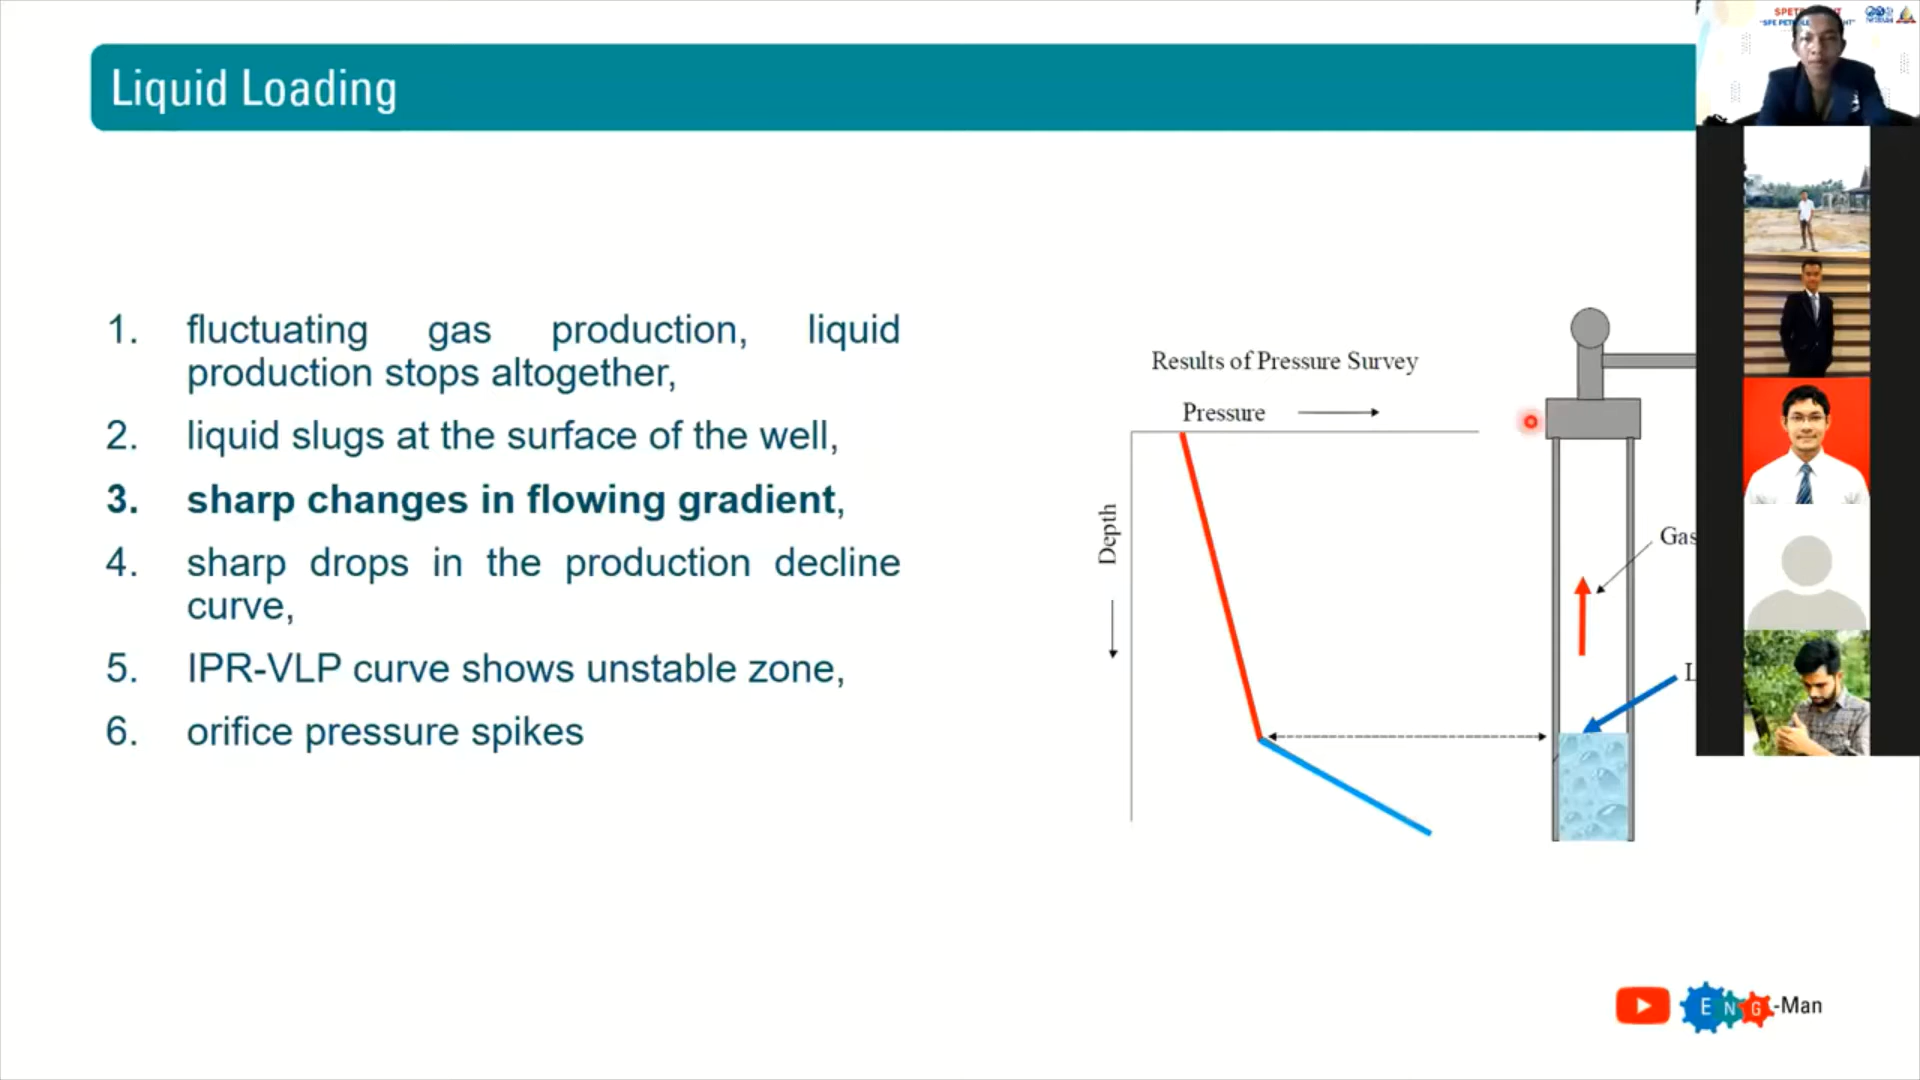 Liquid Loading
1. fluctuating gas production, liquid
production stops altogether,
2. liquid slugs at the surface of the well,
3. sharp changes in flowing gradient,
4. sharp drops in the production decline
curve,
5. IPR-VLP curve shows unstable zone,
6. orifice pressure spikes
Results of Pressure Survey
Pressure
Depth
Gas
L
E N G -Man